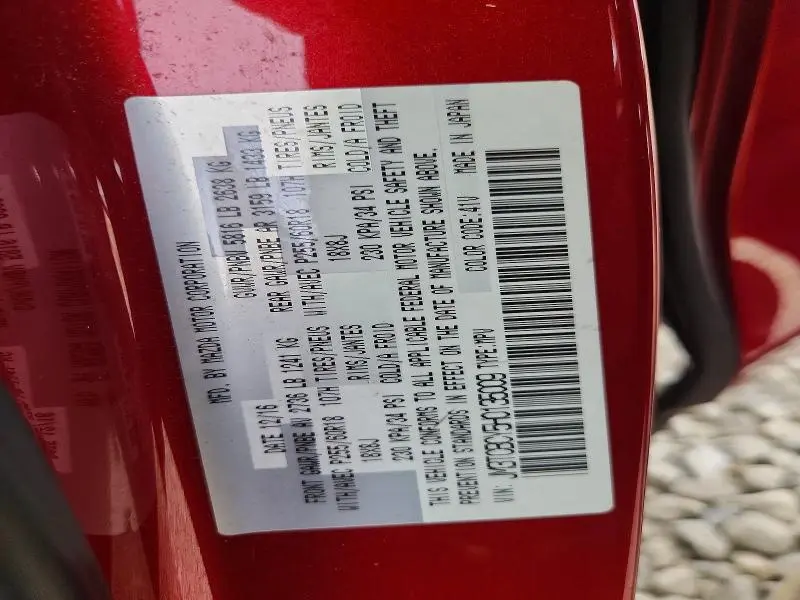 MFD. BY MAZDA MOTOR CORPORATION
DATE 12/16 GVWR/PNBV 5816 LB 2638 KG
FRONT GAWR/PNBE AV 2736 LB 1241 KG REAR GAWR/PNBE AR 3159 LB 1433 KG
WITH/AVEC P255/60R18 107H TIRES/PNEUS WITH/AVEC P255/60R18 107H TIRES/PNEUS
18X8J RIMS/JANTES 18X8J RIMS/JANTES
230 KPA/34 PSI COLD/A FROID 230 KPA/34 PSI COLD/A FROID
THIS VEHICLE CONFORMS TO ALL APPLICABLE FEDERAL MOTOR VEHICLE SAFETY AND THEFT
PREVENTION STANDARDS IN EFFECT ON THE DATE OF MANUFACTURE SHOWN ABOVE.
VIN: TYPE:MPV COLOR CODE:41V MADE IN JAPAN